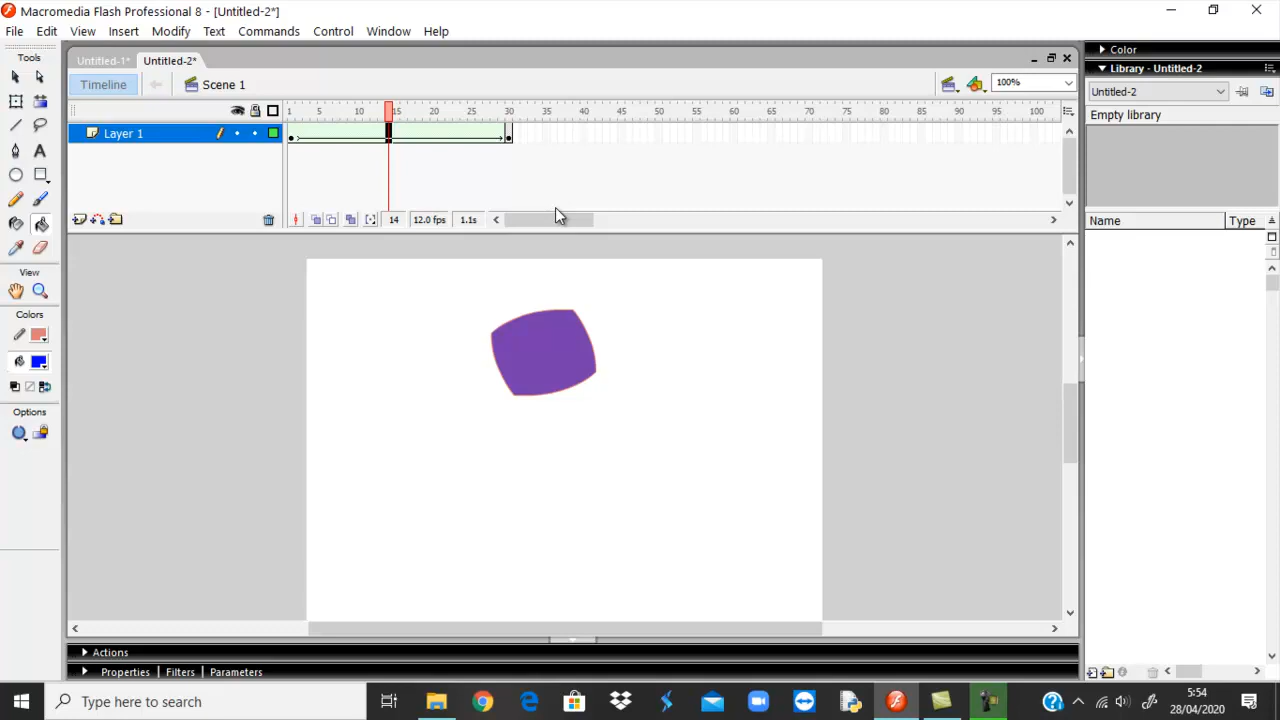 Macromedia Flash Professional 8 - [Untitled-2*]
File Edit View Insert Modify Text Commands Control Window Help
Tools
Untitled-1* Untitled-2*
Timeline Scene 1 100%
1 5 10 15 20 25 30 35 40 45 50 55 60 65 70 75 80 85 90 95 100
Layer 1
14 12.0 fps 1.1s
View
Colors
Options
Color
Library - Untitled-2
Untitled-2
Empty library
Name Type
Actions
Properties Filters Parameters
Type here to search
5:54
28/04/2020